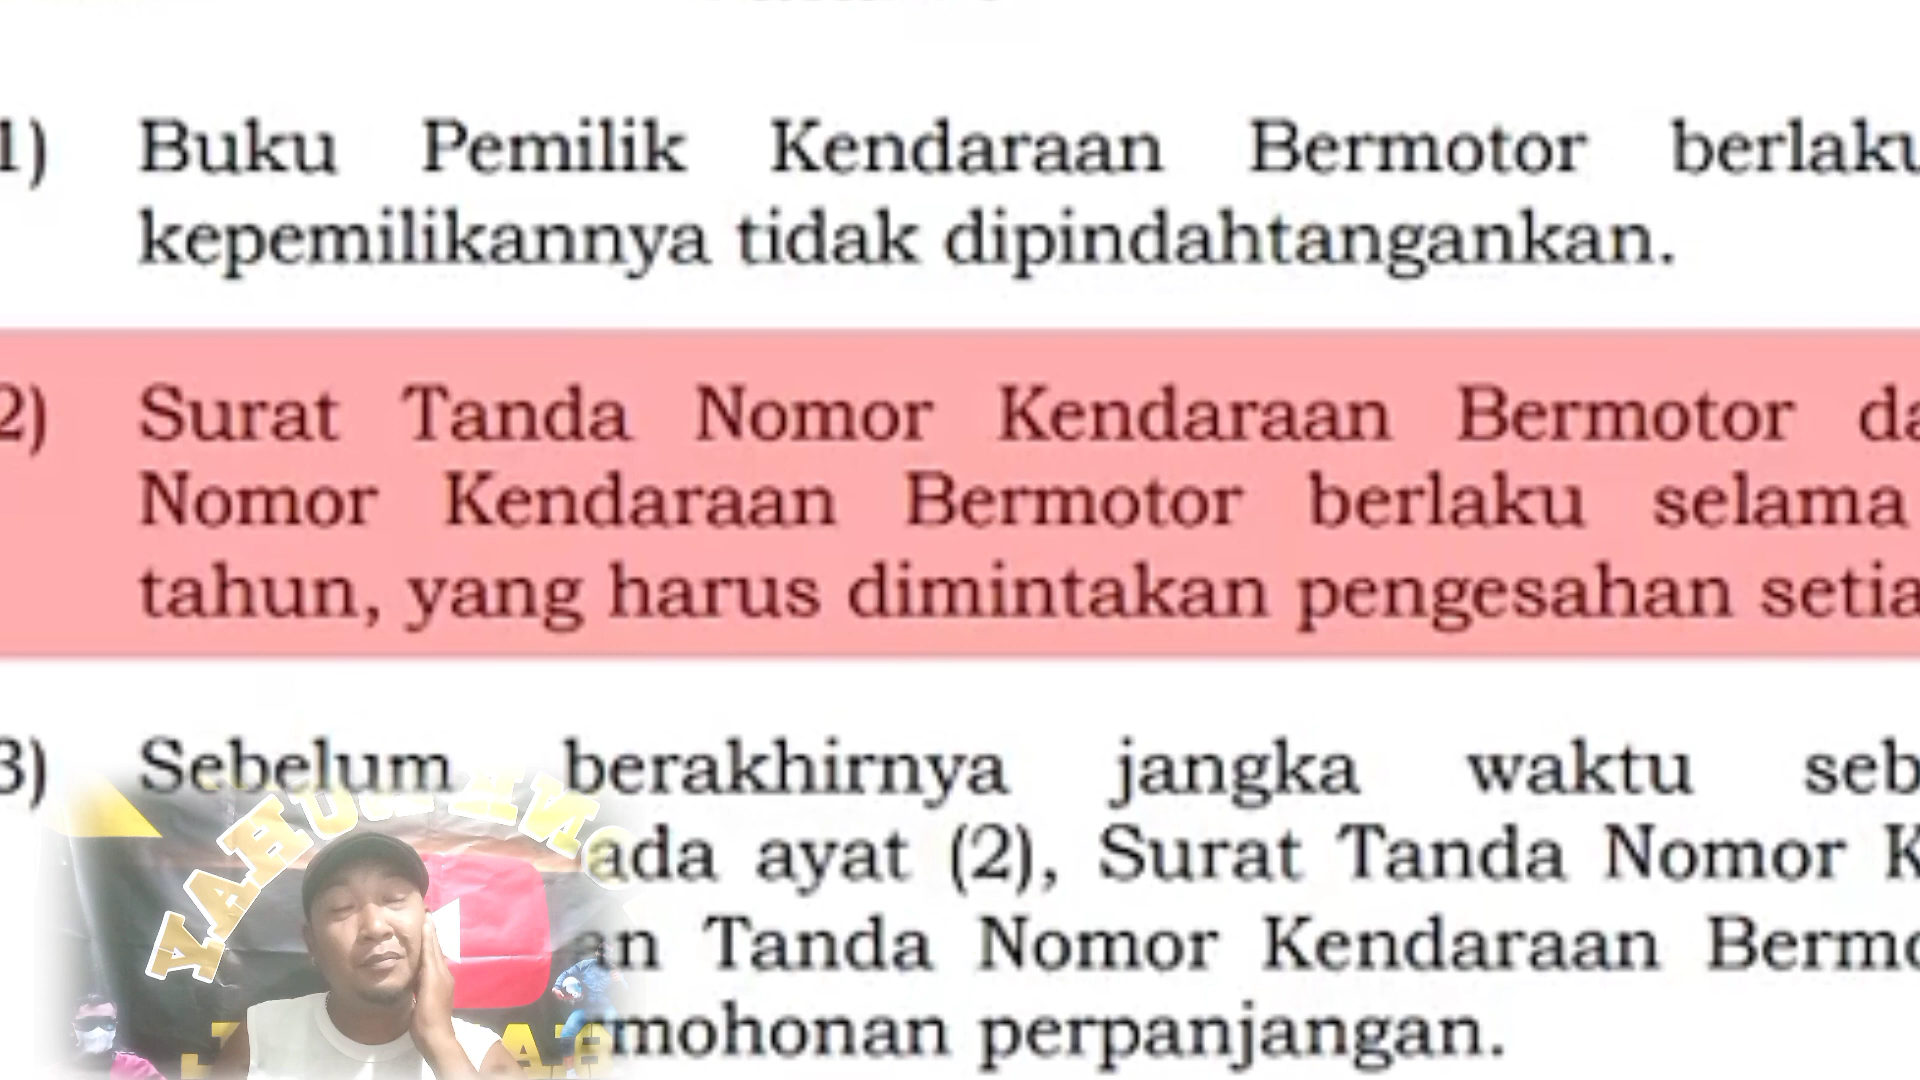 1) Buku Pemilik Kendaraan Bermotor berlaku
kepemilikannya tidak dipindahtangankan.
2) Surat Tanda Nomor Kendaraan Bermotor da
Nomor Kendaraan Bermotor berlaku selama
tahun, yang harus dimintakan pengesahan setia
3) Sebelum berakhirnya jangka waktu seb
ada ayat (2), Surat Tanda Nomor K
an Tanda Nomor Kendaraan Bermo
mohonan perpanjangan.